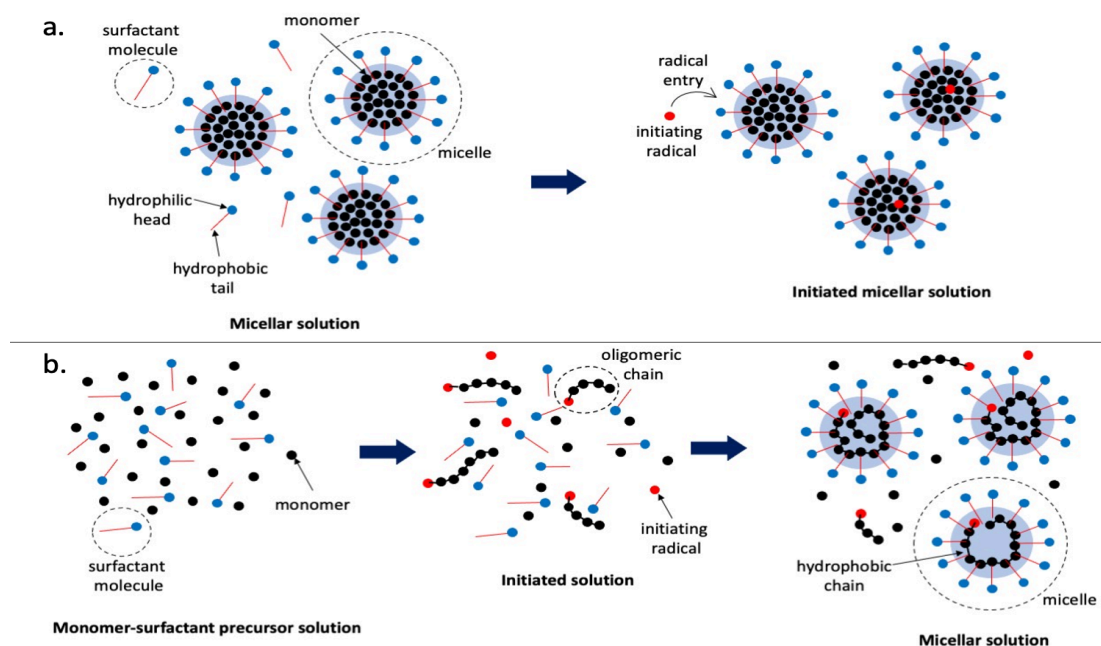 a.
surfactant
molecule
monomer
micelle
hydrophilic
head
hydrophobic
tail
Micellar solution
radical
entry
initiating
radical
Initiated micellar solution
b.
monomer
surfactant
molecule
Monomer-surfactant precursor solution
oligomeric
chain
initiating
radical
Initiated solution
hydrophobic
chain
micelle
Micellar solution